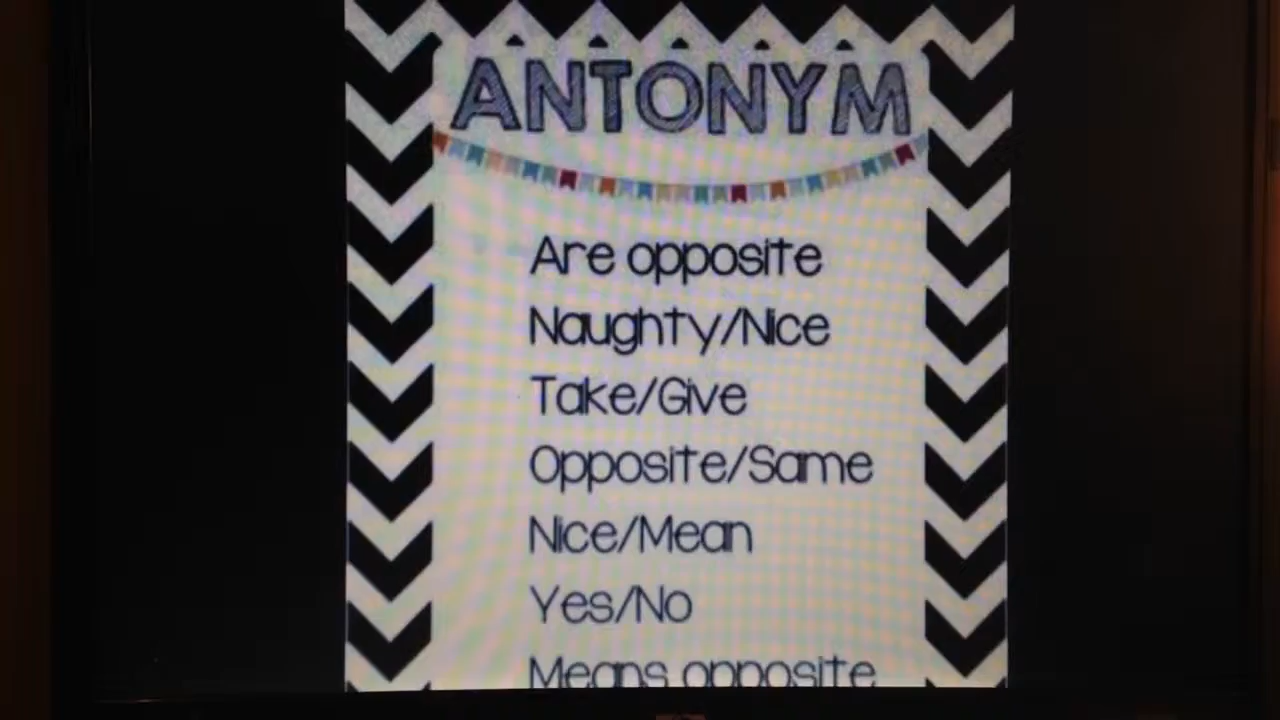 ANTONYM
Are opposite
Naughty/Nice
Take/Give
Opposite/Same
Nice/Mean
Yes/No
Means opposite